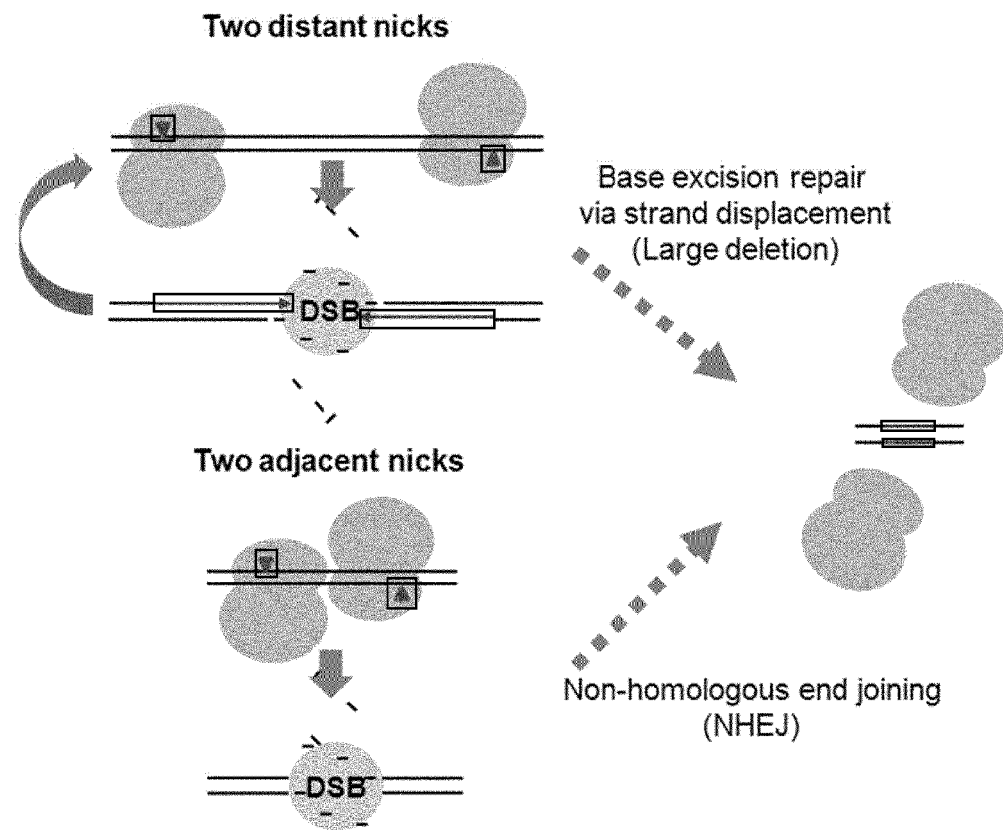 Two distant nicks
Base excision repair
via strand displacement
(Large deletion)
DSB
Two adjacent nicks
Non-homologous end joining
(NHEJ)
DSB